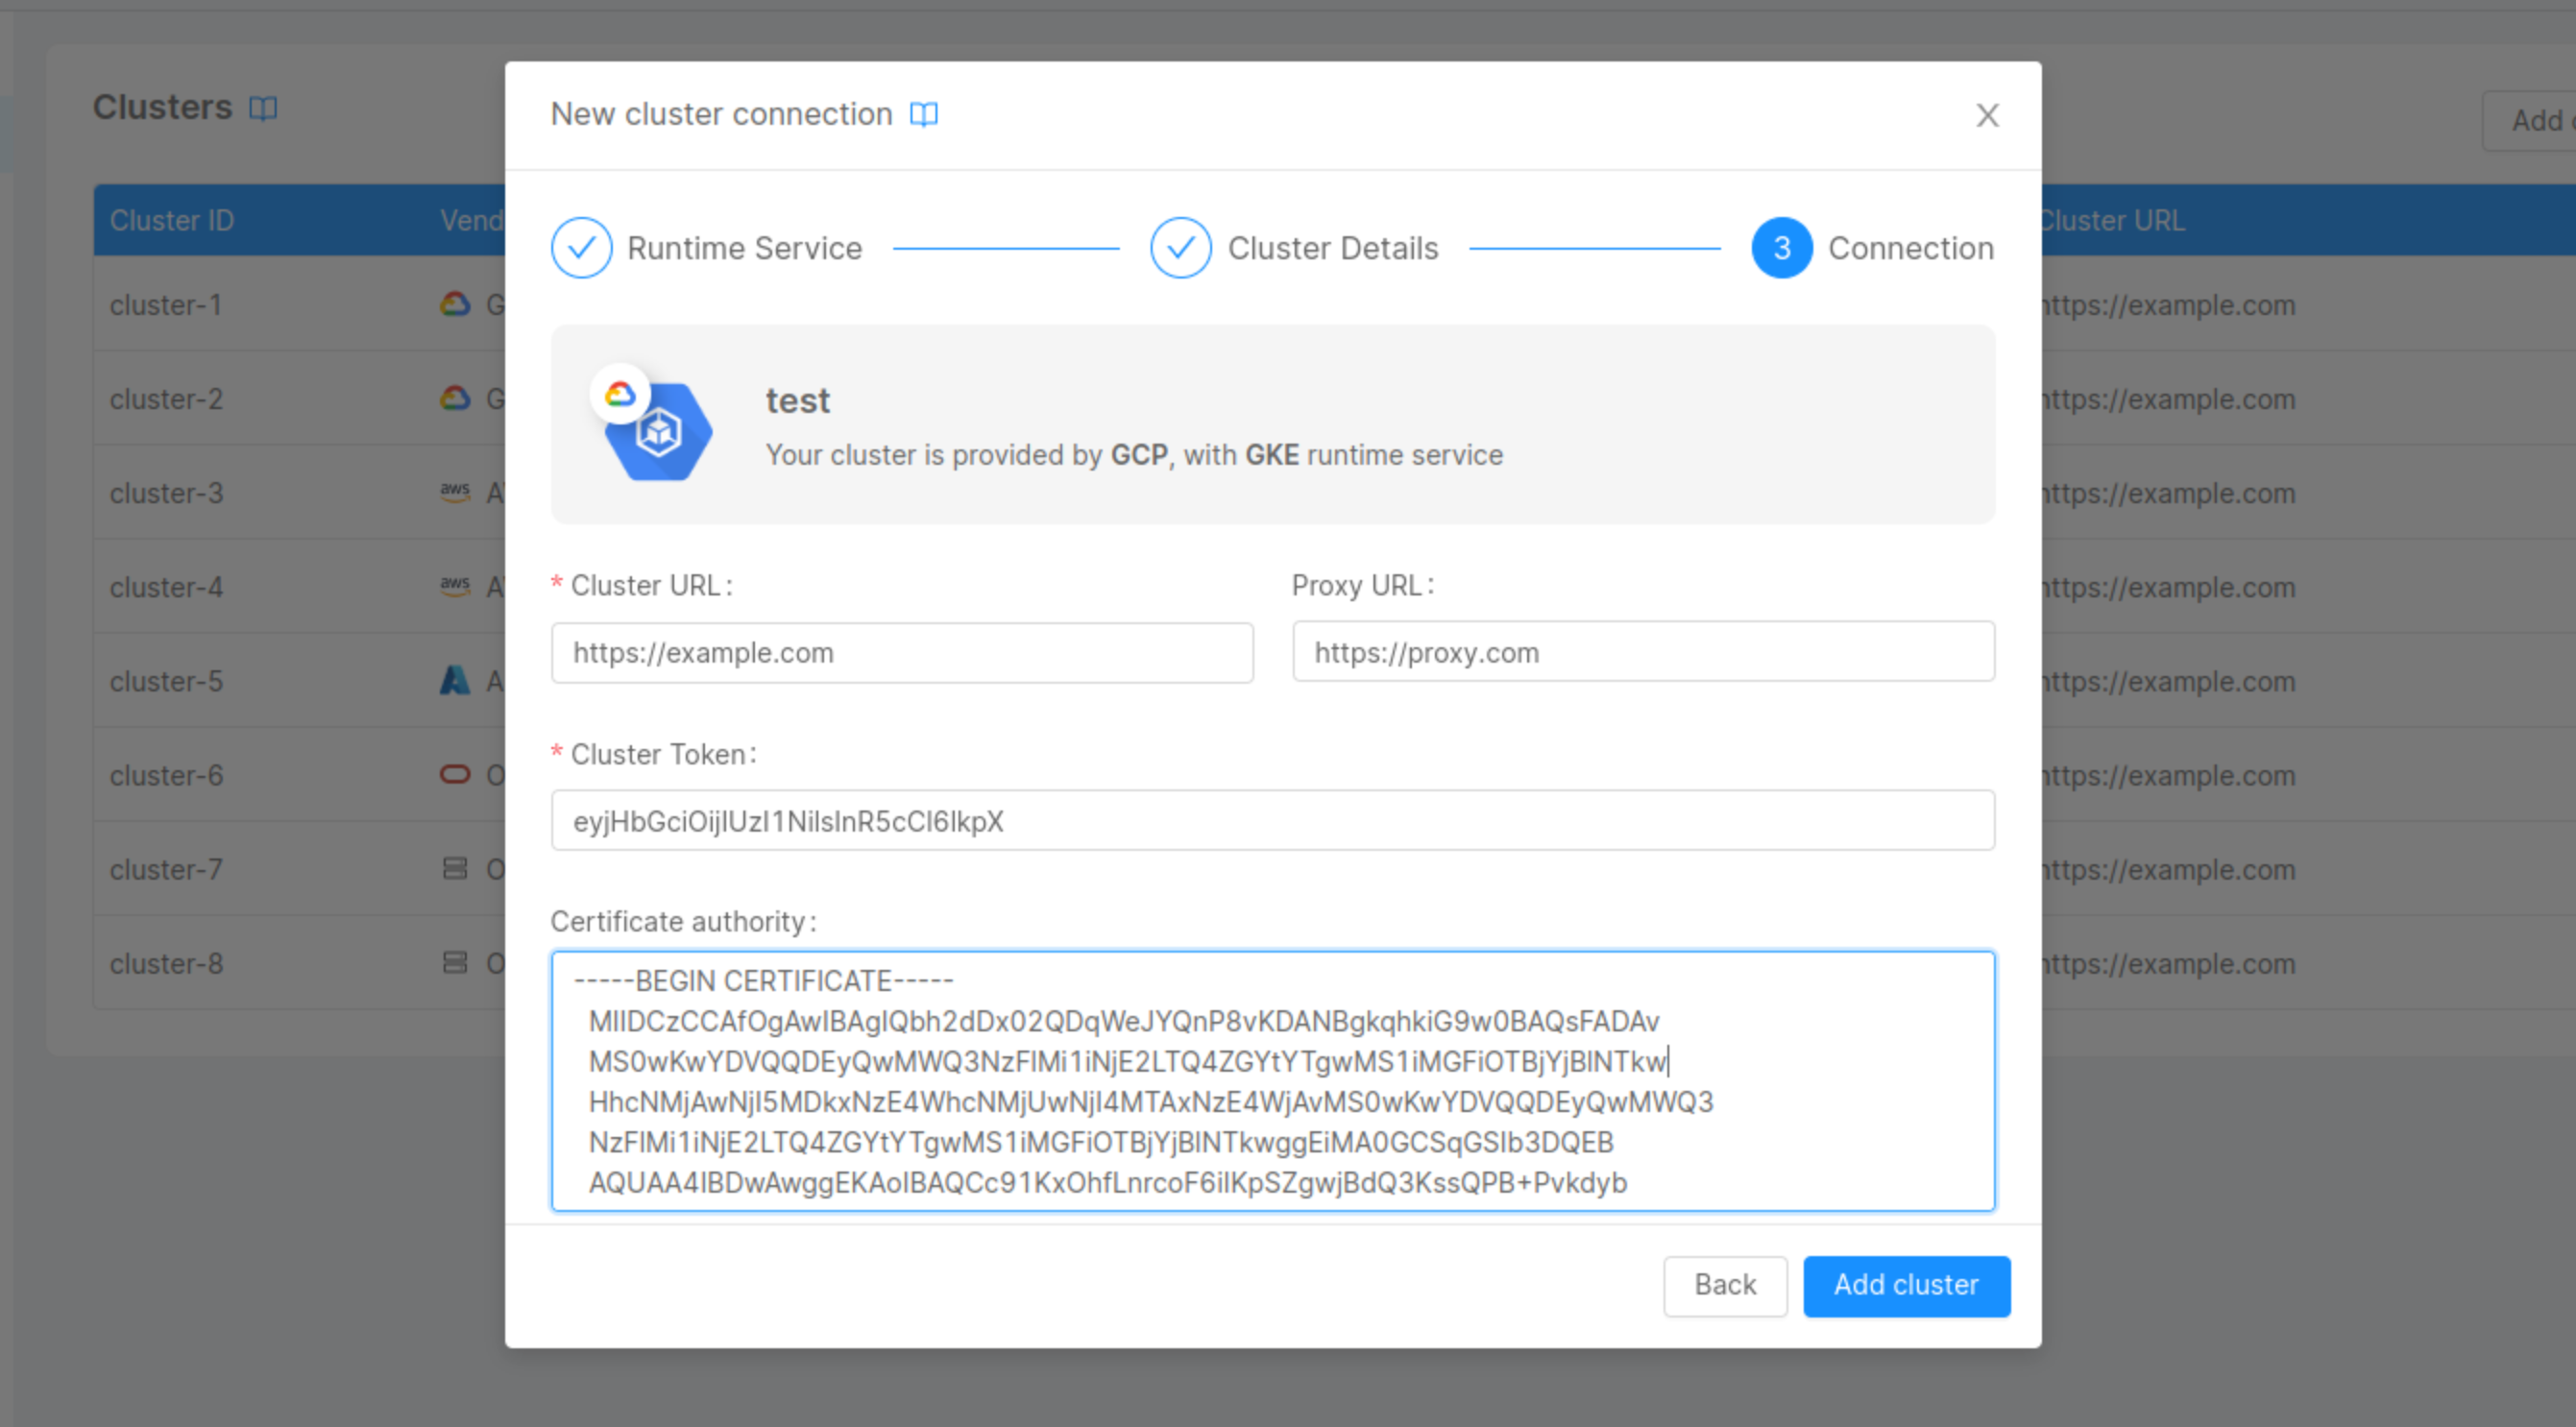 Clusters
Add
New cluster connection
Runtime Service
Cluster Details
3 Connection
Cluster ID
Vend
Cluster URL
test
Your cluster is provided by GCP, with GKE runtime service
* Cluster URL:
Proxy URL:
https://example.com
https://proxy.com
* Cluster Token:
eyjHbGciOijIUzI1NiIsInR5cCI6IkpX
Certificate authority:
-----BEGIN CERTIFICATE-----
MIIDCzCCAfOgAwIBAgIQbh2dDx02QDqWeJYQnP8vKDANBgkqhkiG9w0BAQsFADAv
MS0wKwYDVQQDEyQwMWQ3NzFlMi1iNjE2LTQ4ZGYtYTgwMS1iMGFiOTBjYjBlNTkw
HhcNMjAwNjI5MDkxNzE4WhcNMjUwNjI4MTAxNzE4WjAvMS0wKwYDVQQDEyQwMWQ3
NzFlMi1iNjE2LTQ4ZGYtYTgwMS1iMGFiOTBjYjBlNTkwggEiMA0GCSqGSIb3DQEB
AQUAA4IBDwAwggEKAoIBAQCc91KxOhfLnrcoF6iIKpSZgwjBdQ3KssQPB+Pvkdyb
Back
Add cluster
cluster-1 G https://example.com
cluster-2 G https://example.com
cluster-3 aws A https://example.com
cluster-4 aws A https://example.com
cluster-5 A https://example.com
cluster-6 O https://example.com
cluster-7 O https://example.com
cluster-8 O https://example.com